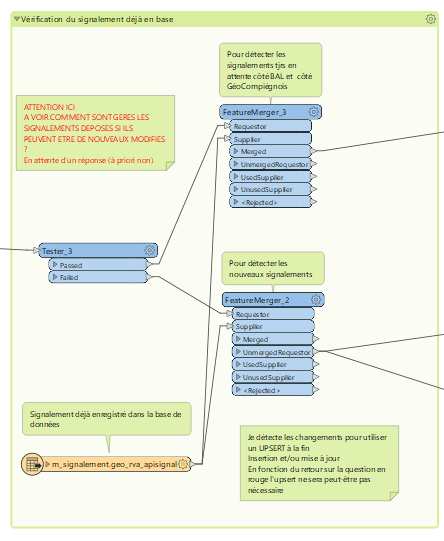 Vérification du signalement déjà en base
Pour détecter les
signalements tjrs en
attente côté BAL et côté
GéoCompiégnois
ATTENTION ICI
A VOIR COMMENT SONT GERES LES
SIGNALEMENTS DEPOSES SI ILS
PEUVENT ETRE DE NOUVEAUX MODIFIES
?
En attente d'un réponse (à priori non)
FeatureMerger_3
Requestor
Supplier
Merged
UnmergedRequestor
UsedSupplier
UnusedSupplier
<Rejected>
Tester_3
Passed
Failed
Pour détecter les
nouveaux signalements
FeatureMerger_2
Requestor
Supplier
Merged
UnmergedRequestor
UsedSupplier
UnusedSupplier
<Rejected>
Signalement déjà enregistré dans la base de
données
m_signalement.geo_rva_apisignal
Je détecte les changements pour utiliser
un UPSERT à la fin
Insertion et/ou mise à jour
En fonction du retour sur la question en
rouge l'upsert ne sera peut-être pas
nécessaire